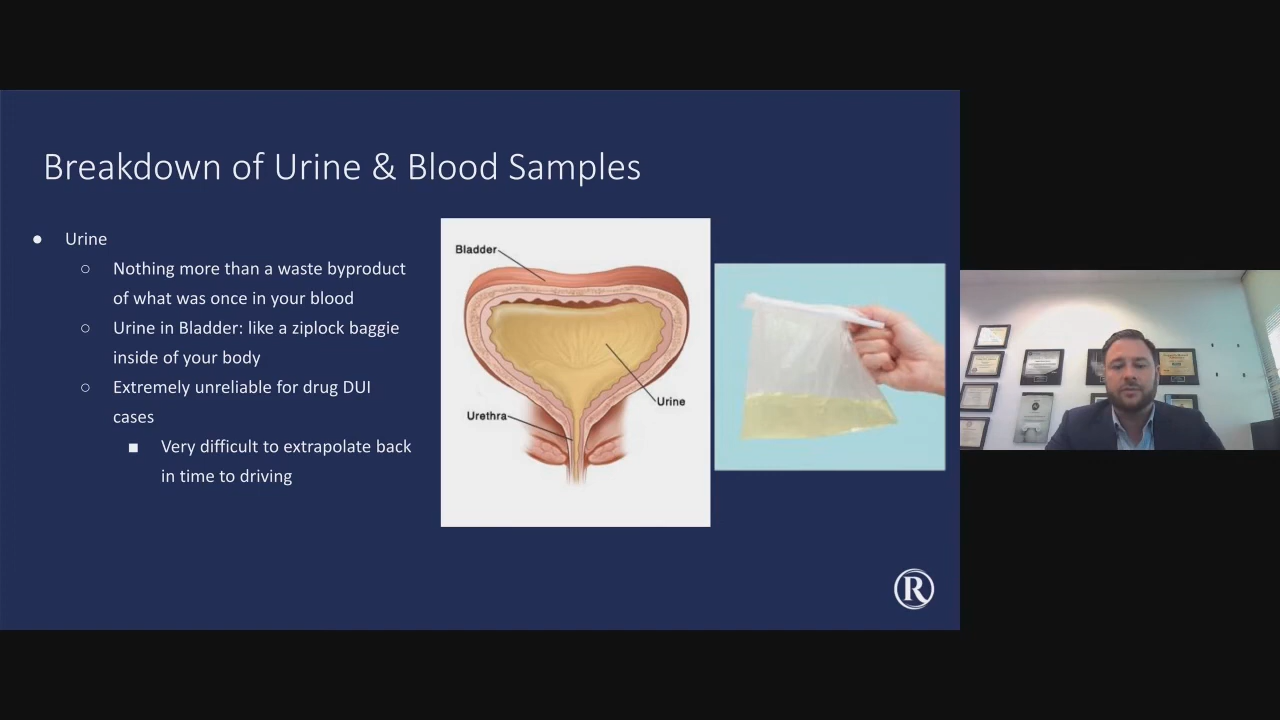 Breakdown of Urine & Blood Samples
● Urine
○ Nothing more than a waste byproduct
of what was once in your blood
○ Urine in Bladder: like a ziplock baggie
inside of your body
○ Extremely unreliable for drug DUI
cases
■ Very difficult to extrapolate back
in time to driving
Bladder
Urine
Urethra
R